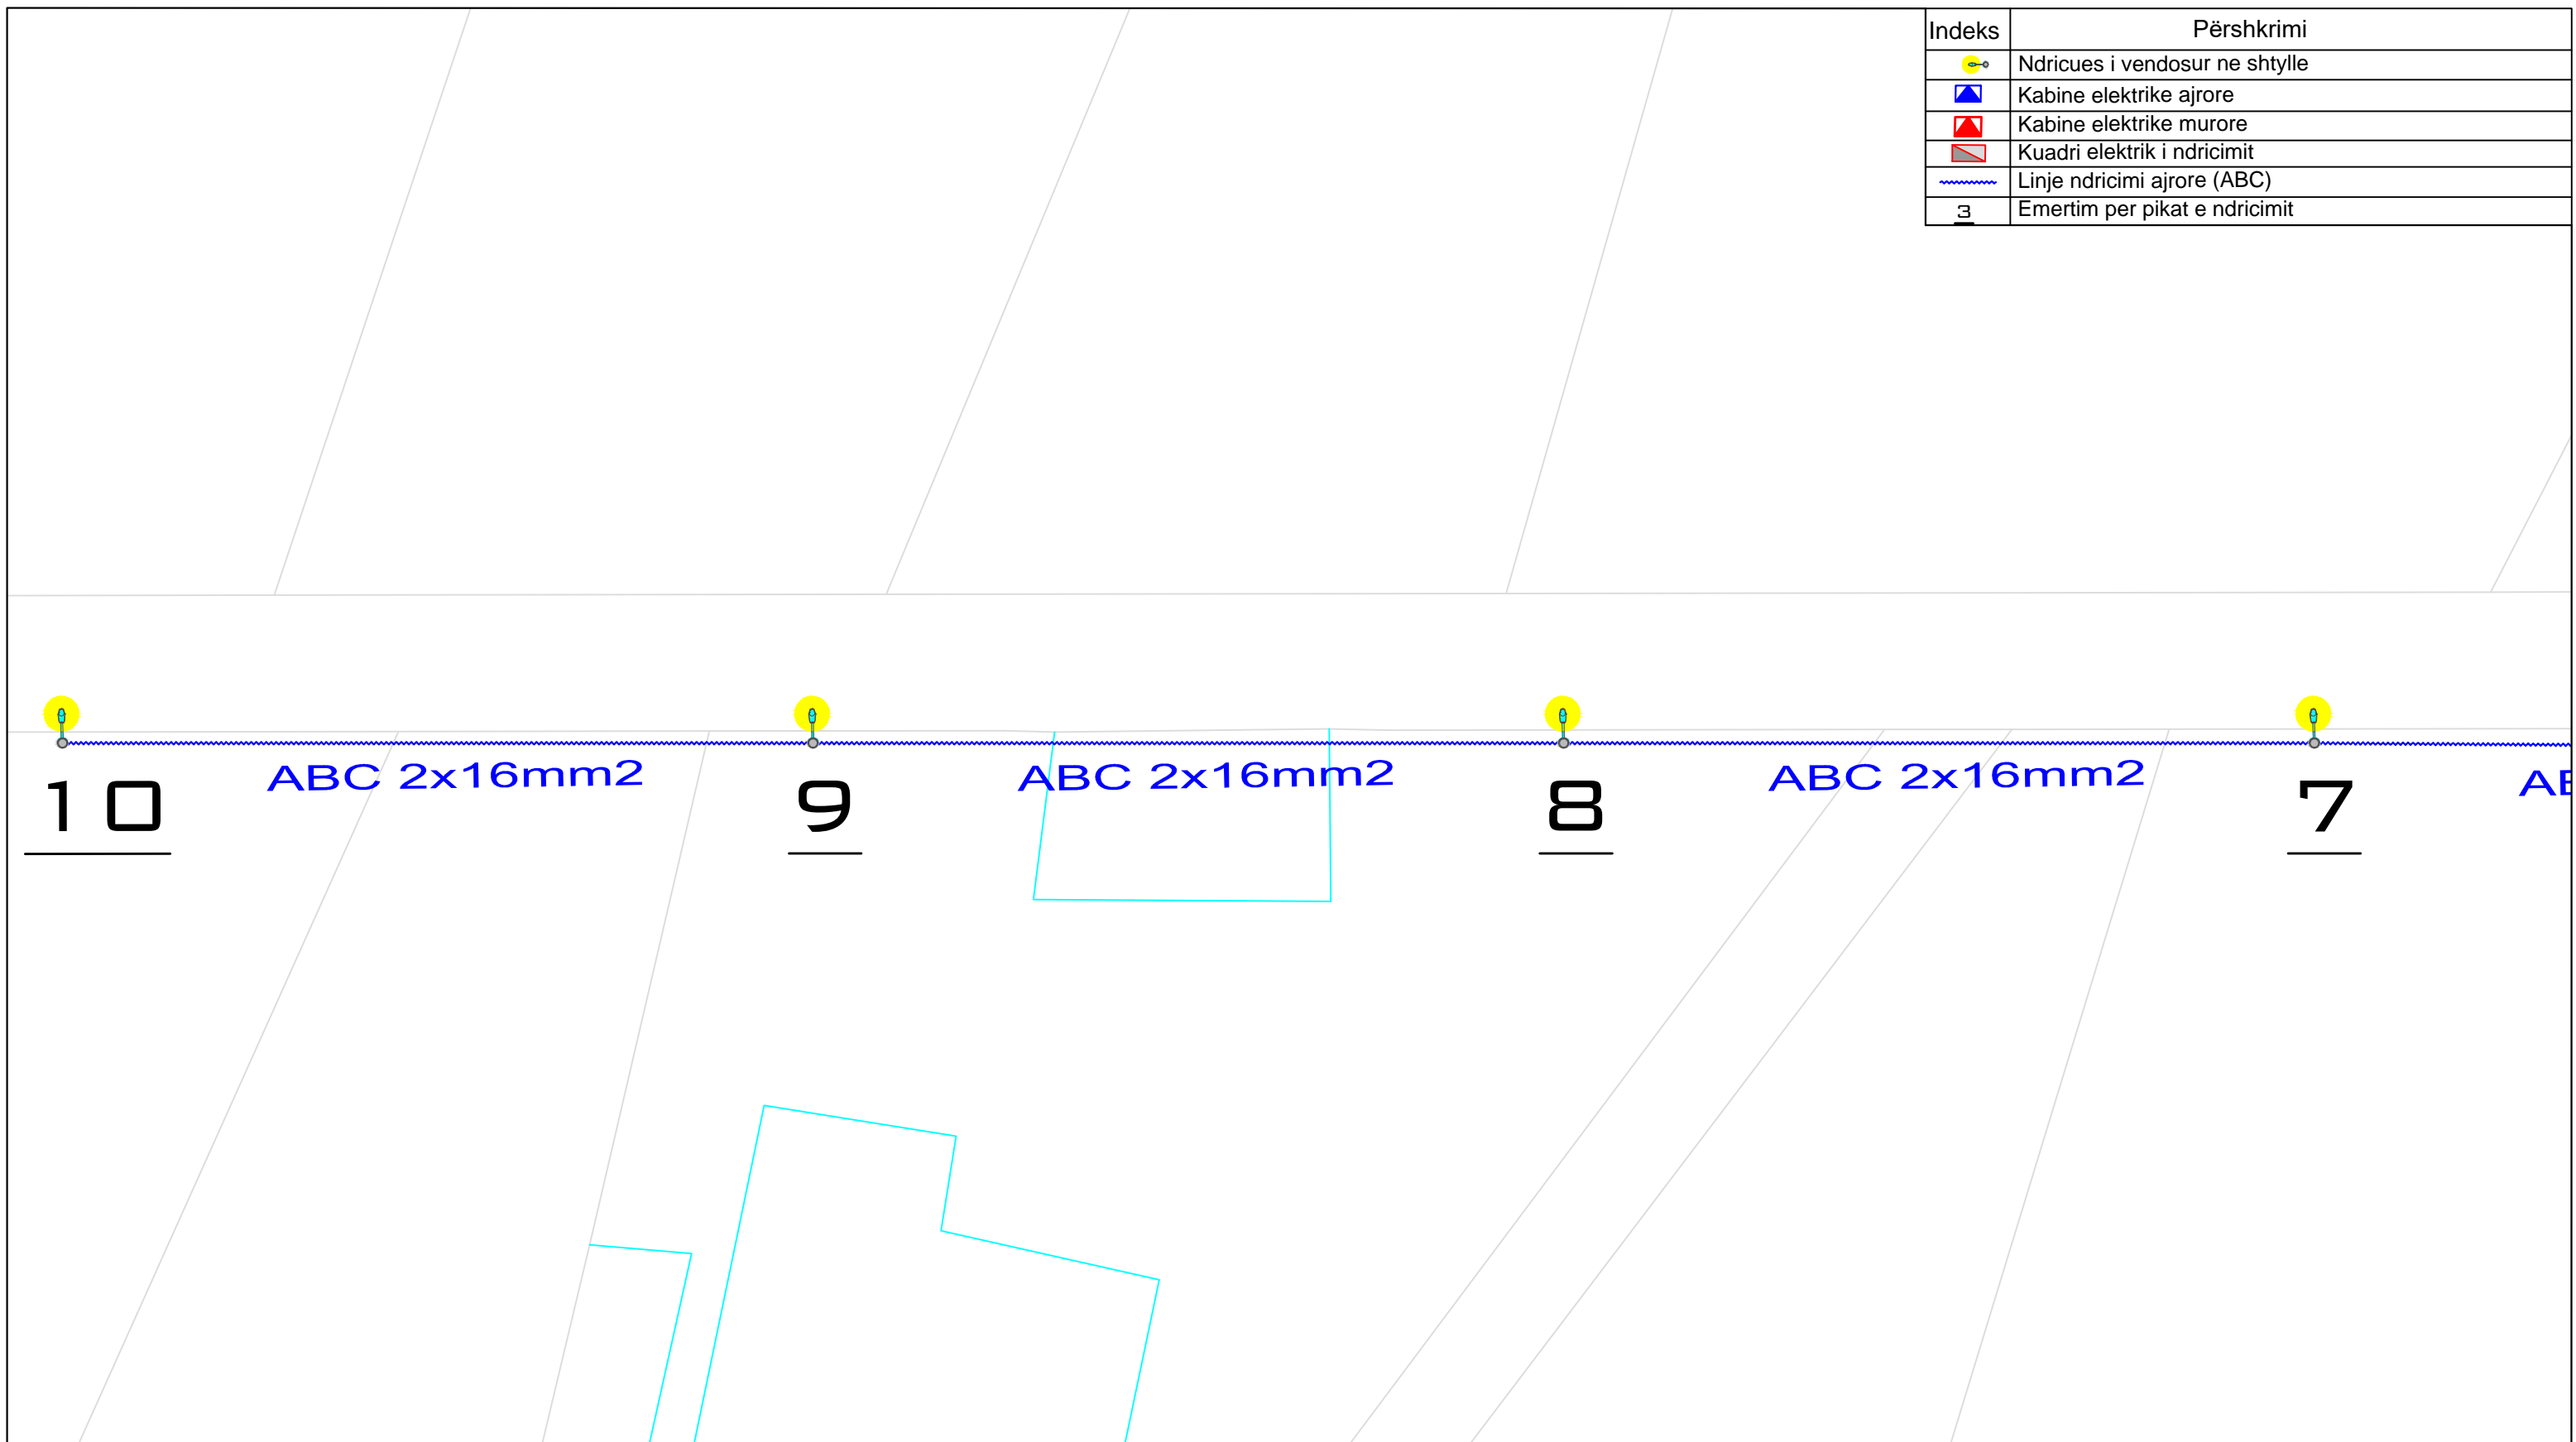 Indeks Përshkrimi
Ndricues i vendosur ne shtylle
Kabine elektrike ajrore
Kabine elektrike murore
Kuadri elektrik i ndricimit
Linje ndricimi ajrore (ABC)
3 Emertim per pikat e ndricimit
ABC 2x16mm2 ABC 2x16mm2 ABC 2x16mm2 AB
10 9 8 7